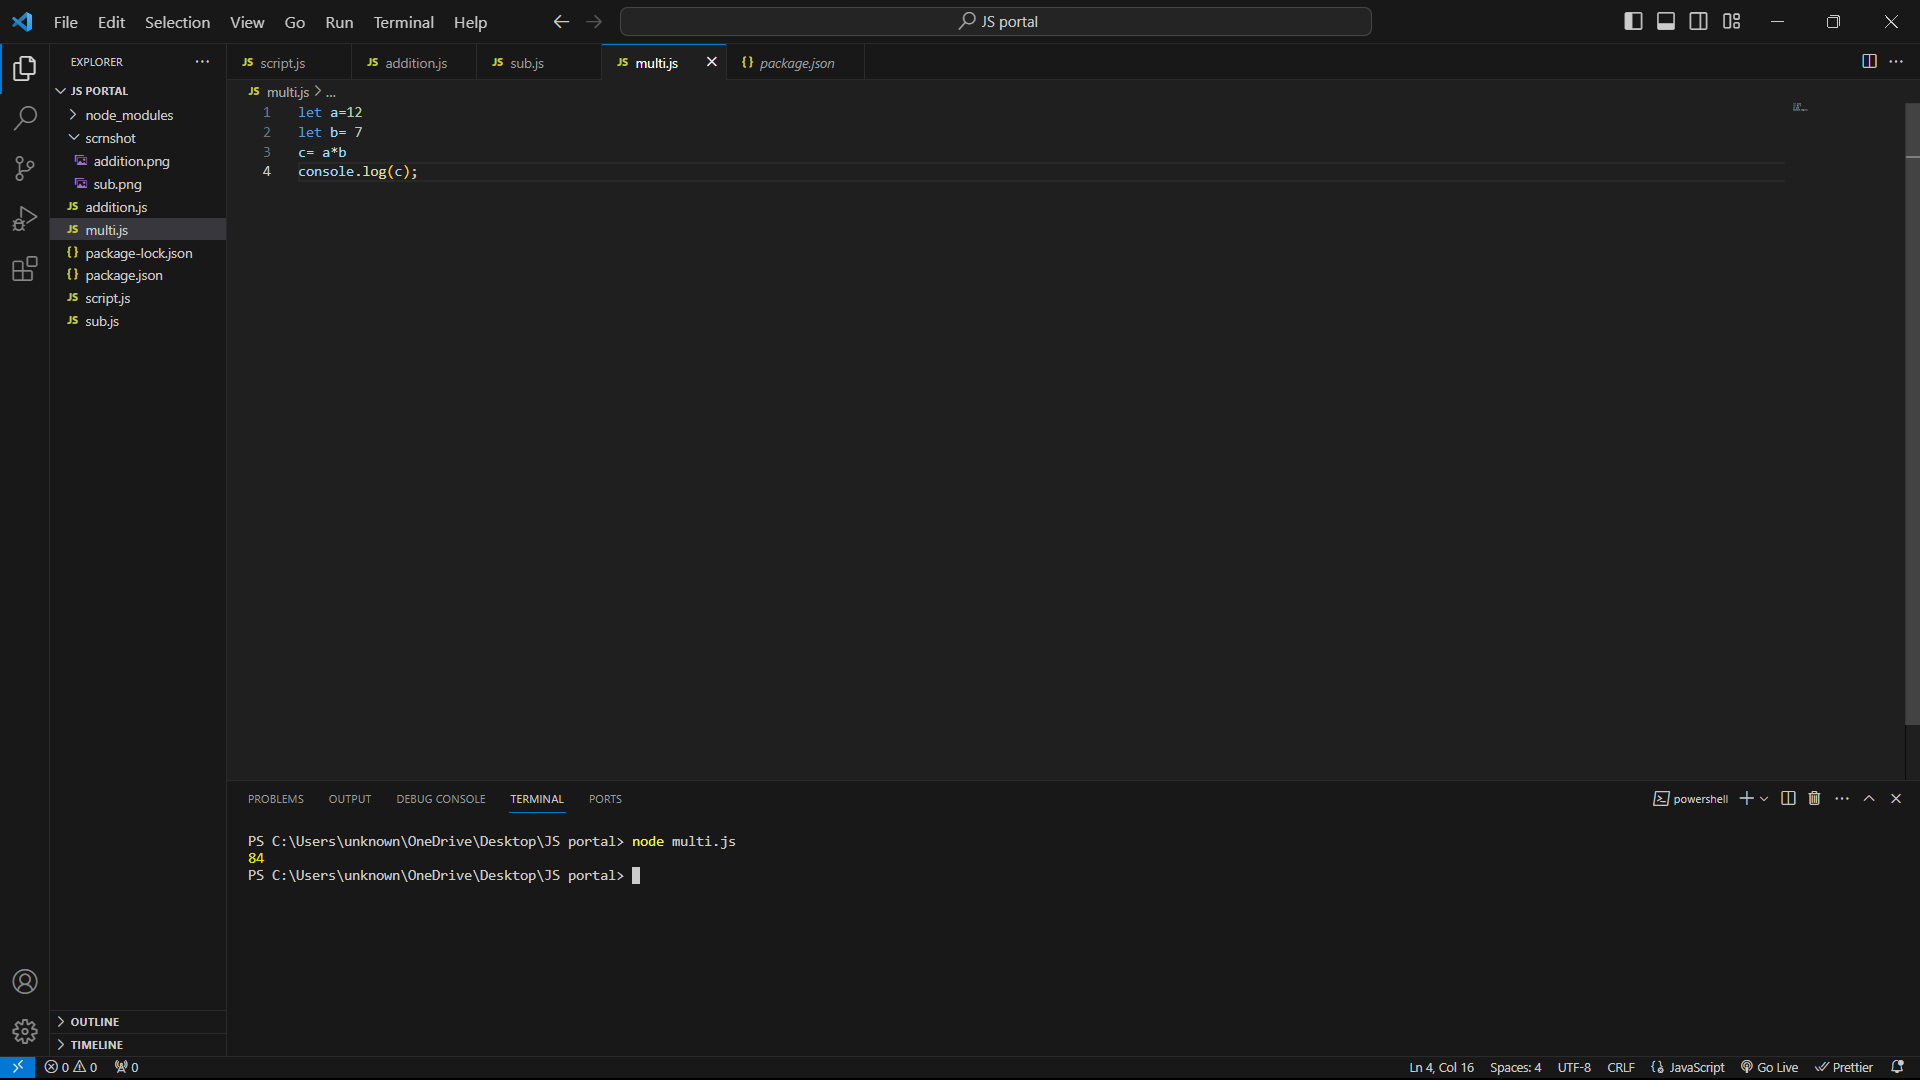 File Edit Selection View Go Run Terminal Help
JS portal
EXPLORER
JS PORTAL
node_modules
scrnshot
addition.png
sub.png
JS addition.js
JS multi.js
{} package-lock.json
{} package.json
JS script.js
JS sub.js
OUTLINE
TIMELINE
JS script.js JS addition.js JS sub.js JS multi.js {} package.json
JS multi.js > ...
1 let a=12
2 let b= 7
3 c= a*b
4 console.log(c);
PROBLEMS OUTPUT DEBUG CONSOLE TERMINAL PORTS
powershell
PS C:\Users\unknown\OneDrive\Desktop\JS portal> node multi.js
84
PS C:\Users\unknown\OneDrive\Desktop\JS portal>
0 0 0 Ln 4, Col 16 Spaces: 4 UTF-8 CRLF {} JavaScript Go Live Prettier